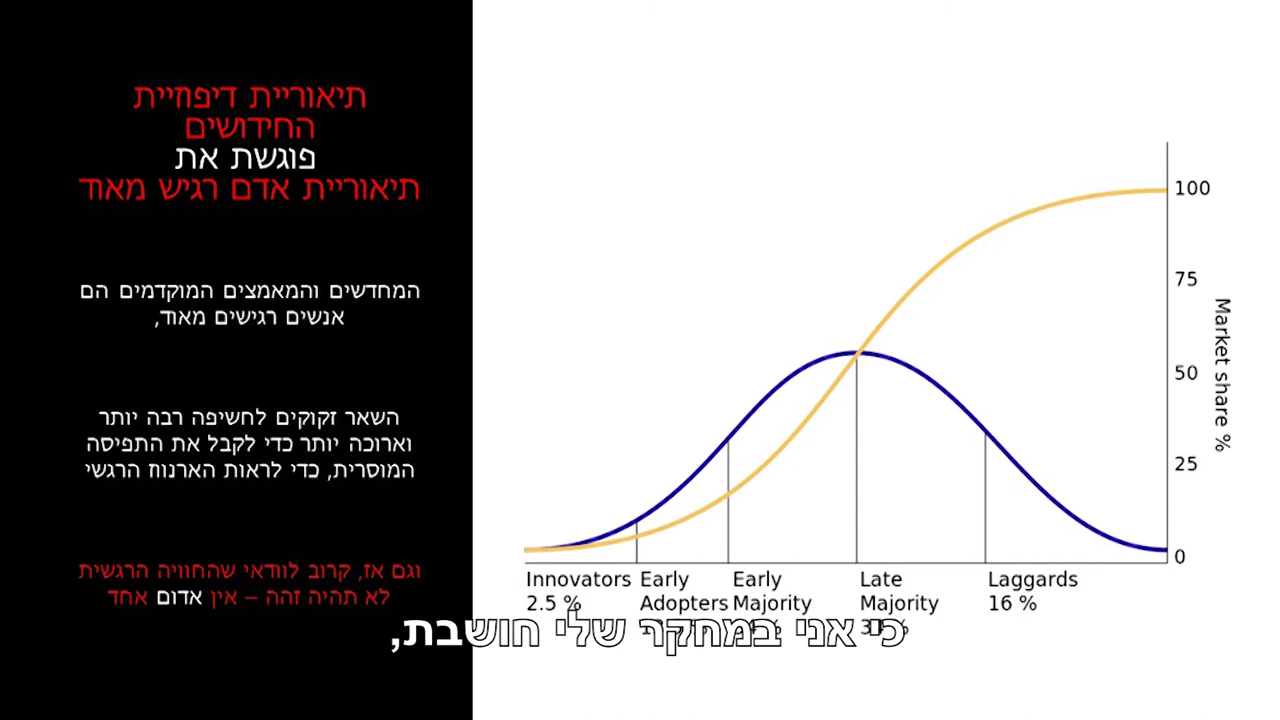 תיאוריית דיפוזיית
החידושים
פוגשת את
תיאוריית אדם רגיש מאוד
המחדשים והמאמצים המוקדמים הם
אנשים רגישים מאוד,
השאר זקוקים לחשיפה רבה יותר
וארוכה יותר כדי לקבל את התפיסה
המוסרית, כדי לראות הארנווז הרגשי
וגם אז, קרוב לוודאי שהחוויה הרגשית
לא תהיה זהה – אין אדום אחד
100
75
50
25
0
Market share %
Innovators
2.5 %
Early
Adopters
Early
Majority
Late
Majority
Laggards
16 %
כי אני במחקר שלי חושבת,